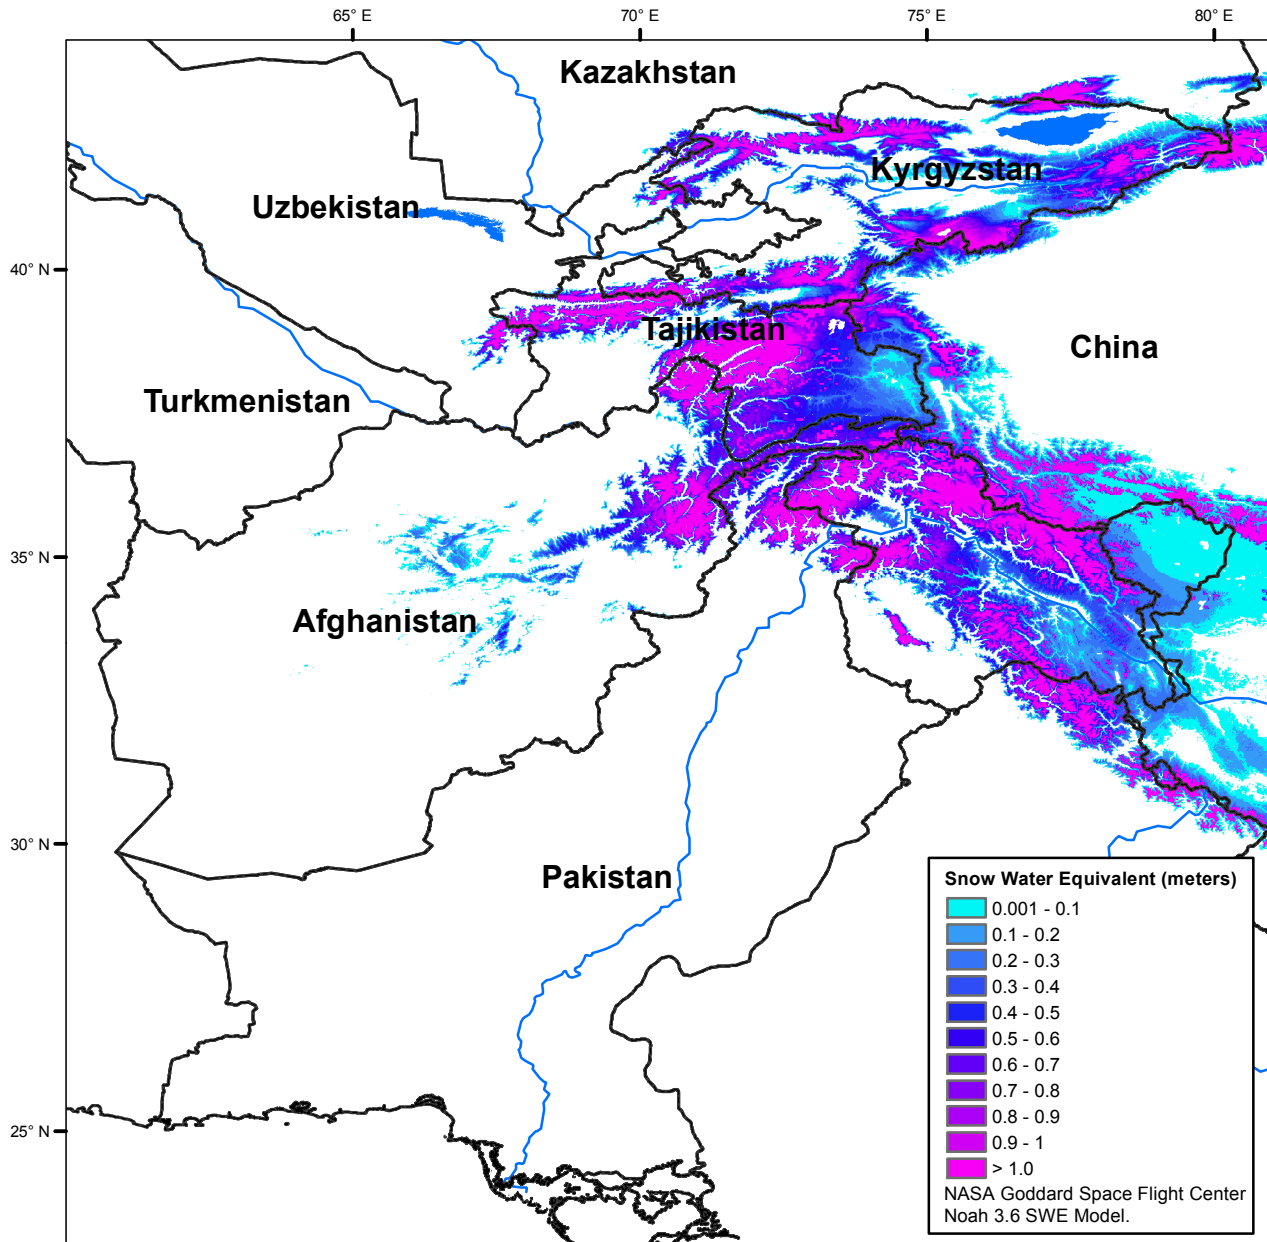 65° E
70° E
75° E
80° E
Kazakhstan
Kyrgyzstan
Uzbekistan
40° N
Tajikistan
China
Turkmenistan
35° N
Afghanistan
30° N
Pakistan
25° N
Snow Water Equivalent (meters)
0.001 - 0.1
0.1 - 0.2
0.2 - 0.3
0.3 - 0.4
0.4 - 0.5
0.5 - 0.6
0.6 - 0.7
0.7 - 0.8
0.8 - 0.9
0.9 - 1
> 1.0
NASA Goddard Space Flight Center
Noah 3.6 SWE Model.